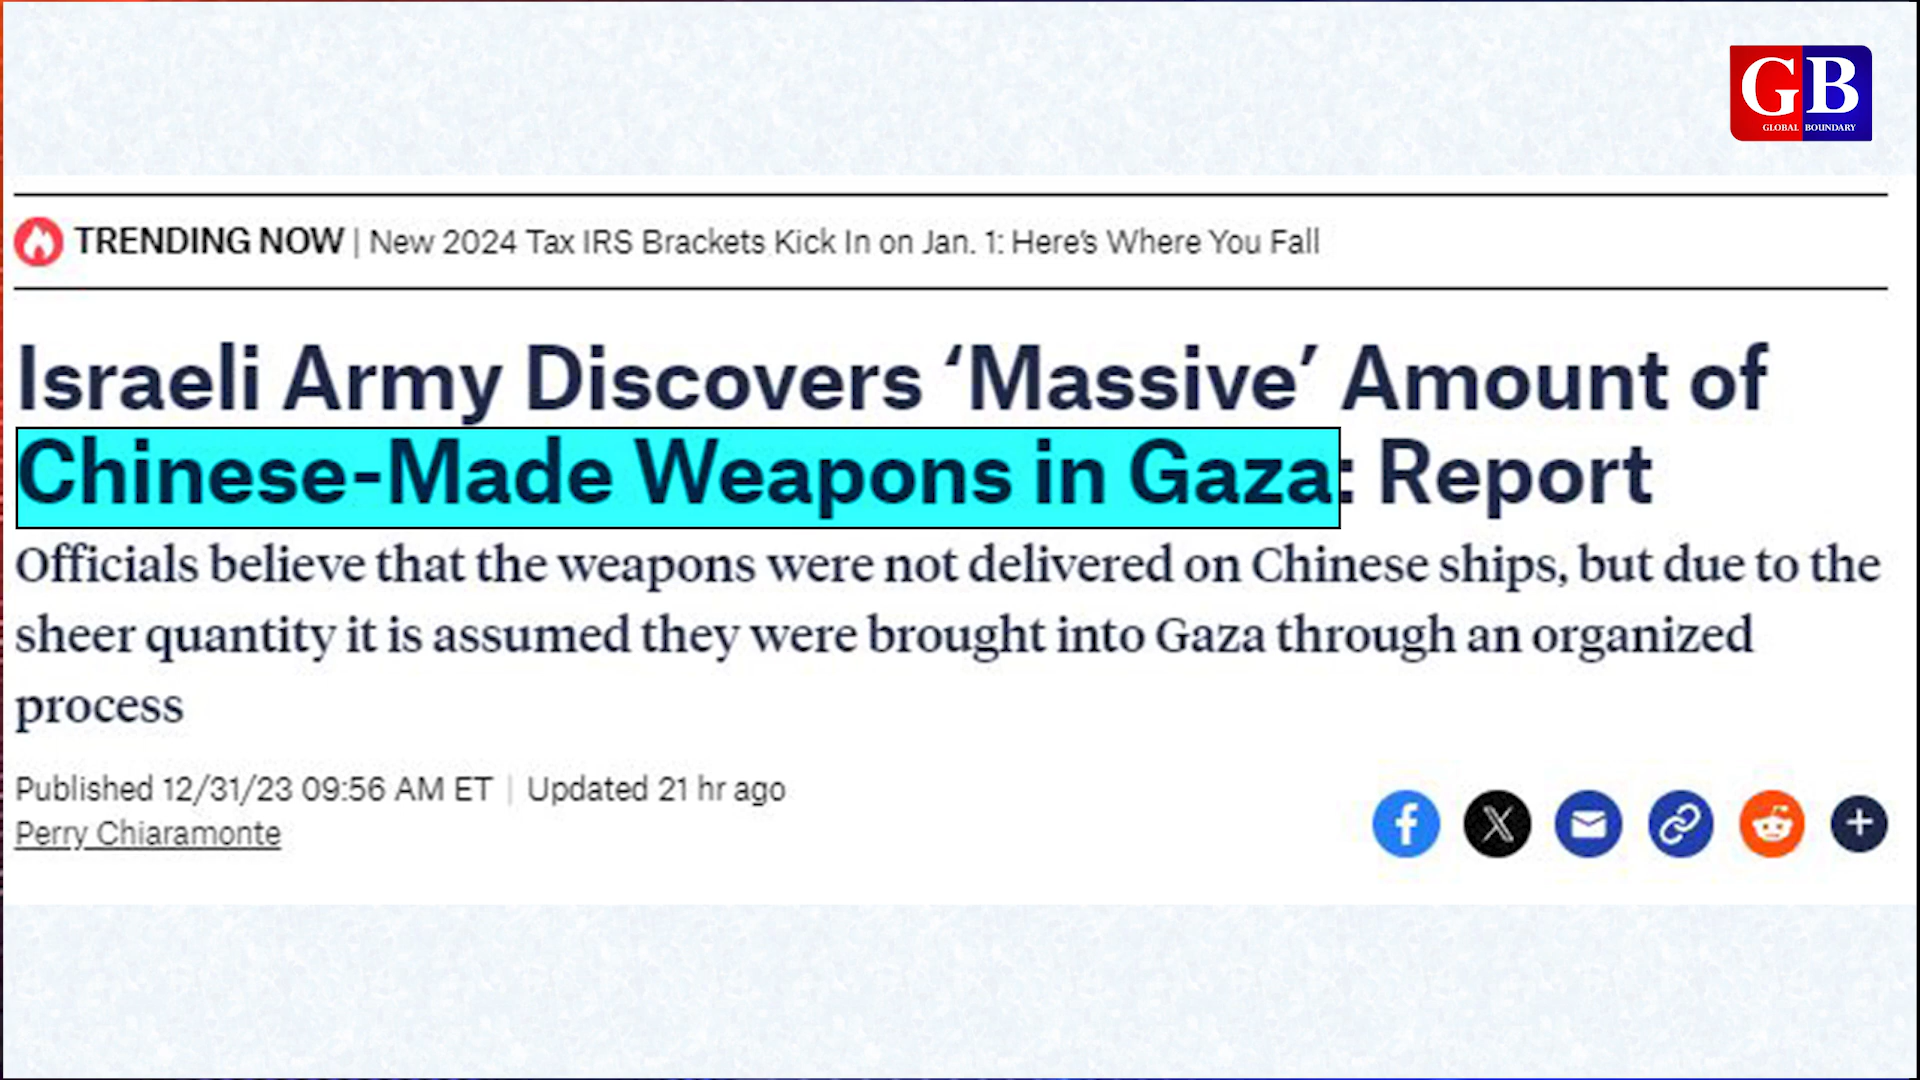 GB
GLOBAL BOUNDARY
TRENDING NOW | New 2024 Tax IRS Brackets Kick In on Jan. 1: Here’s Where You Fall
Israeli Army Discovers ‘Massive’ Amount of
Chinese-Made Weapons in Gaza: Report
Officials believe that the weapons were not delivered on Chinese ships, but due to the
sheer quantity it is assumed they were brought into Gaza through an organized
process
Published 12/31/23 09:56 AM ET | Updated 21 hr ago
Perry Chiaramonte